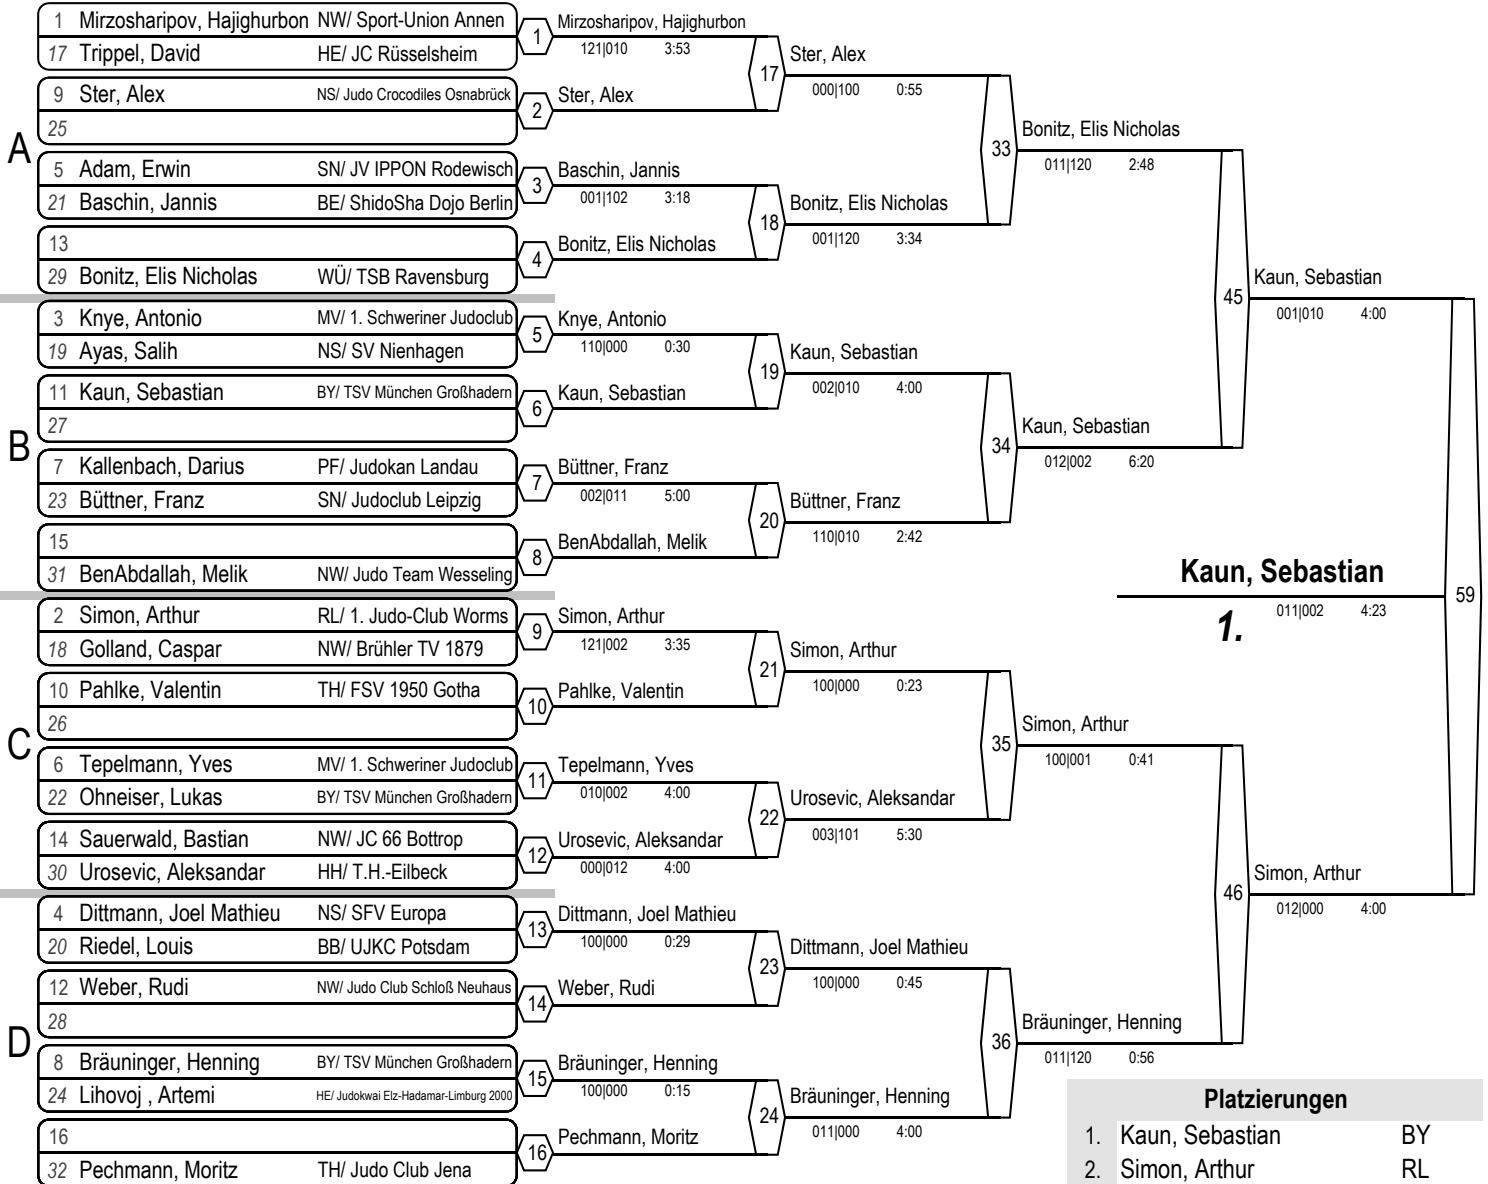 1 Mirzosharipov, Hajighurbon NW/ Sport-Union Annen
17 Trippel, David HE/ JC Rüsselsheim
9 Ster, Alex NS/ Judo Crocodiles Osnabrück
25
A
5 Adam, Erwin SN/ JV IPPON Rodewisch
21 Baschin, Jannis BE/ ShidoSha Dojo Berlin
13
29 Bonitz, Elis Nicholas WÜ/ TSB Ravensburg
3 Knye, Antonio MV/ 1. Schweriner Judoclub
19 Ayas, Salih NS/ SV Nienhagen
11 Kaun, Sebastian BY/ TSV München Großhadern
27
B
7 Kallenbach, Darius PF/ Judokan Landau
23 Büttner, Franz SN/ Judoclub Leipzig
15
31 BenAbdallah, Melik NW/ Judo Team Wesseling
2 Simon, Arthur RL/ 1. Judo-Club Worms
18 Golland, Caspar NW/ Brühler TV 1879
10 Pahlke, Valentin TH/ FSV 1950 Gotha
26
C
6 Tepelmann, Yves MV/ 1. Schweriner Judoclub
22 Ohneiser, Lukas BY/ TSV München Großhadern
14 Sauerwald, Bastian NW/ JC 66 Bottrop
30 Urosevic, Aleksandar HH/ T.H.-Eilbeck
4 Dittmann, Joel Mathieu NS/ SFV Europa
20 Riedel, Louis BB/ UJKC Potsdam
12 Weber, Rudi NW/ Judo Club Schloß Neuhaus
28
D
8 Bräuninger, Henning BY/ TSV München Großhadern
24 Lihovoj , Artemi HE/ Judokwai Elz-Hadamar-Limburg 2000
16
32 Pechmann, Moritz TH/ Judo Club Jena
1 Mirzosharipov, Hajighurbon
121|010 3:53
2 Ster, Alex
3 Baschin, Jannis
001|102 3:18
4 Bonitz, Elis Nicholas
5 Knye, Antonio
110|000 0:30
6 Kaun, Sebastian
7 Büttner, Franz
002|011 5:00
8 BenAbdallah, Melik
9 Simon, Arthur
121|002 3:35
10 Pahlke, Valentin
11 Tepelmann, Yves
010|002 4:00
12 Urosevic, Aleksandar
000|012 4:00
13 Dittmann, Joel Mathieu
100|000 0:29
14 Weber, Rudi
15 Bräuninger, Henning
100|000 0:15
16 Pechmann, Moritz
17 Ster, Alex
000|100 0:55
18 Bonitz, Elis Nicholas
001|120 3:34
19 Kaun, Sebastian
002|010 4:00
20 Büttner, Franz
110|010 2:42
21 Simon, Arthur
100|000 0:23
22 Urosevic, Aleksandar
003|101 5:30
23 Dittmann, Joel Mathieu
100|000 0:45
24 Bräuninger, Henning
011|000 4:00
33 Bonitz, Elis Nicholas
011|120 2:48
34 Kaun, Sebastian
012|002 6:20
35 Simon, Arthur
100|001 0:41
36 Bräuninger, Henning
011|120 0:56
45 Kaun, Sebastian
001|010 4:00
46 Simon, Arthur
012|000 4:00
Kaun, Sebastian
59
1. 011|002 4:23
Platzierungen
1. Kaun, Sebastian BY
2. Simon, Arthur RL